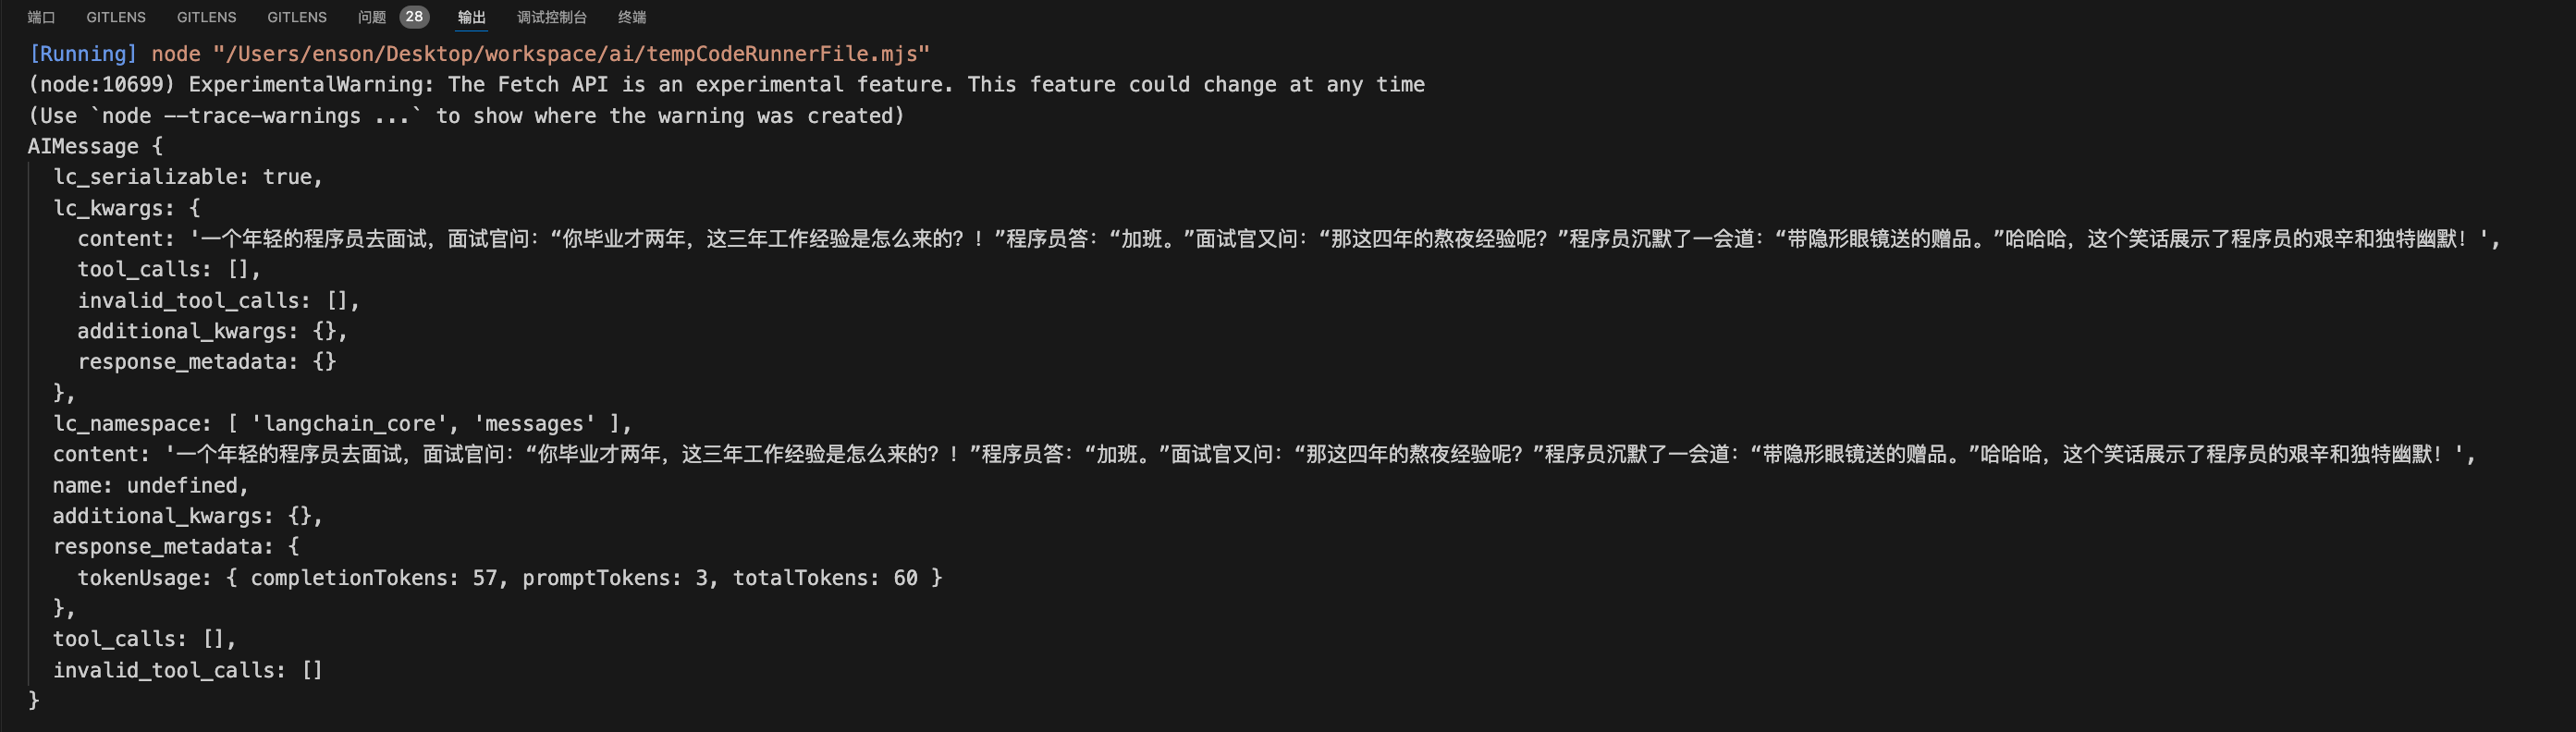 端口 GITLENS GITLENS GITLENS 问题 28 输出 调试控制台 终端
[Running] node "/Users/enson/Desktop/workspace/ai/tempCodeRunnerFile.mjs"
(node:10699) ExperimentalWarning: The Fetch API is an experimental feature. This feature could change at any time
(Use `node --trace-warnings ...` to show where the warning was created)
AIMessage {
  lc_serializable: true,
  lc_kwargs: {
    content: '一个年轻的程序员去面试，面试官问：“你毕业才两年，这三年工作经验是怎么来的？！”程序员答：“加班。”面试官又问：“那这四年的熬夜经验呢？”程序员沉默了一会道：“带隐形眼镜送的赠品。”哈哈哈，这个笑话展示了程序员的艰辛和独特幽默！',
    tool_calls: [],
    invalid_tool_calls: [],
    additional_kwargs: {},
    response_metadata: {}
  },
  lc_namespace: [ 'langchain_core', 'messages' ],
  content: '一个年轻的程序员去面试，面试官问：“你毕业才两年，这三年工作经验是怎么来的？！”程序员答：“加班。”面试官又问：“那这四年的熬夜经验呢？”程序员沉默了一会道：“带隐形眼镜送的赠品。”哈哈哈，这个笑话展示了程序员的艰辛和独特幽默！',
  name: undefined,
  additional_kwargs: {},
  response_metadata: {
    tokenUsage: { completionTokens: 57, promptTokens: 3, totalTokens: 60 }
  },
  tool_calls: [],
  invalid_tool_calls: []
}